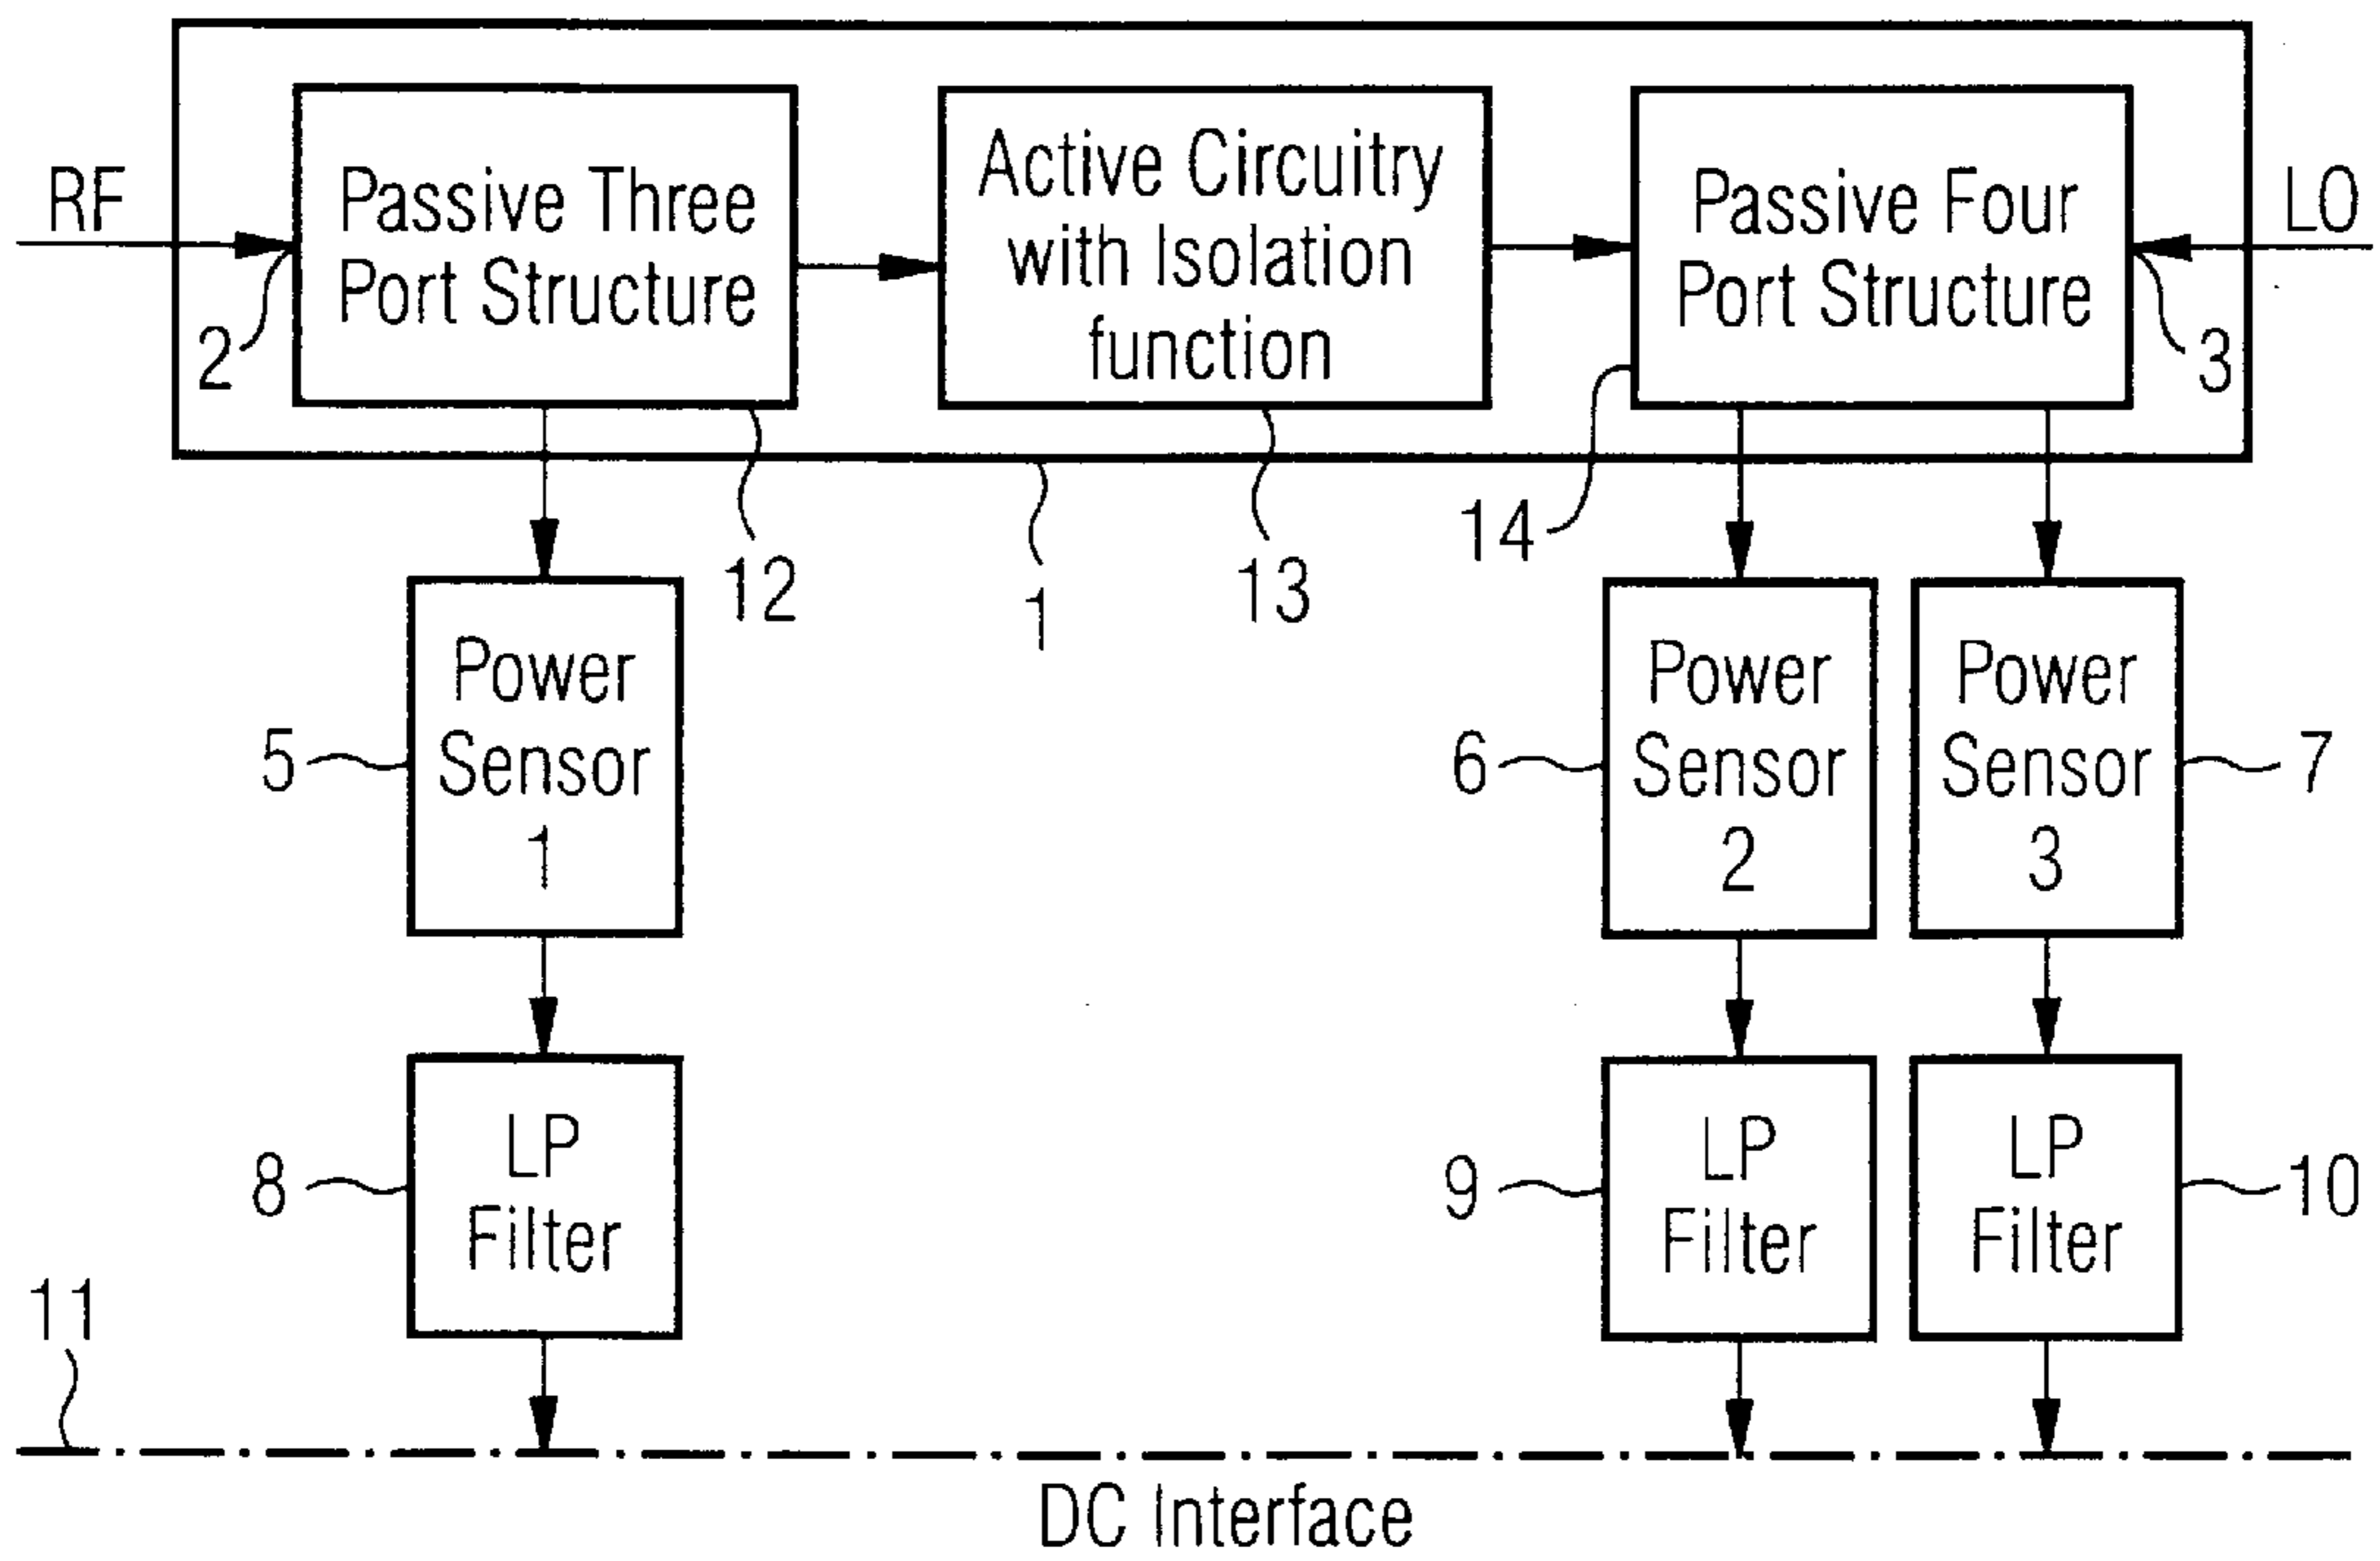 RF
Passive Three
Port Structure
Active Circuitry
with Isolation
function
Passive Four
Port Structure
LO
2
3
12
1
13
14
Power
Sensor
1
5
Power
Sensor
2
6
Power
Sensor
3
7
LP
Filter
8
LP
Filter
9
LP
Filter
10
11
DC Interface